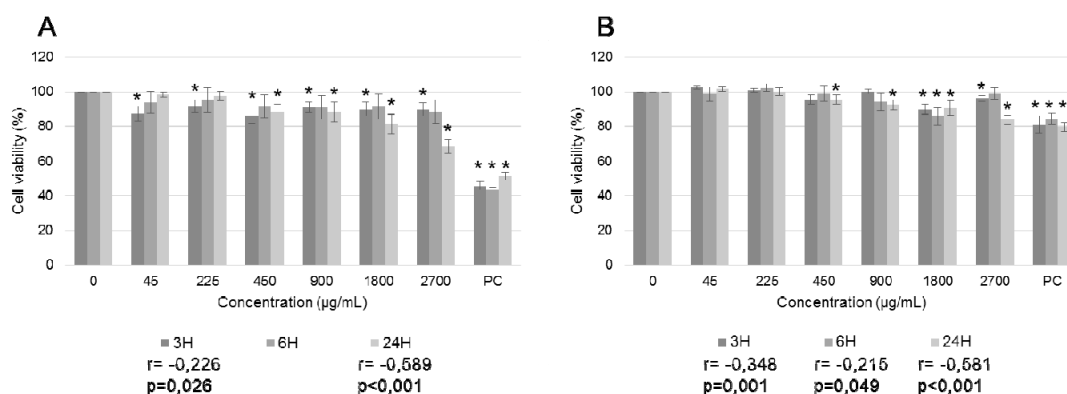 A
120
100
80
60
40
20
0
Cell viability (%)
* * * * * * * * * * * * *
0 45 225 450 900 1800 2700 PC
Concentration (µg/mL)
3H 6H 24H
r= -0,226 r= -0,589
p=0,026 p<0,001
B
120
100
80
60
40
20
0
Cell viability (%)
* * * * * * * * * *
0 45 225 450 900 1800 2700 PC
Concentration (µg/mL)
3H 6H 24H
r= -0,348 r= -0,215 r= -0,581
p=0,001 p=0,049 p<0,001